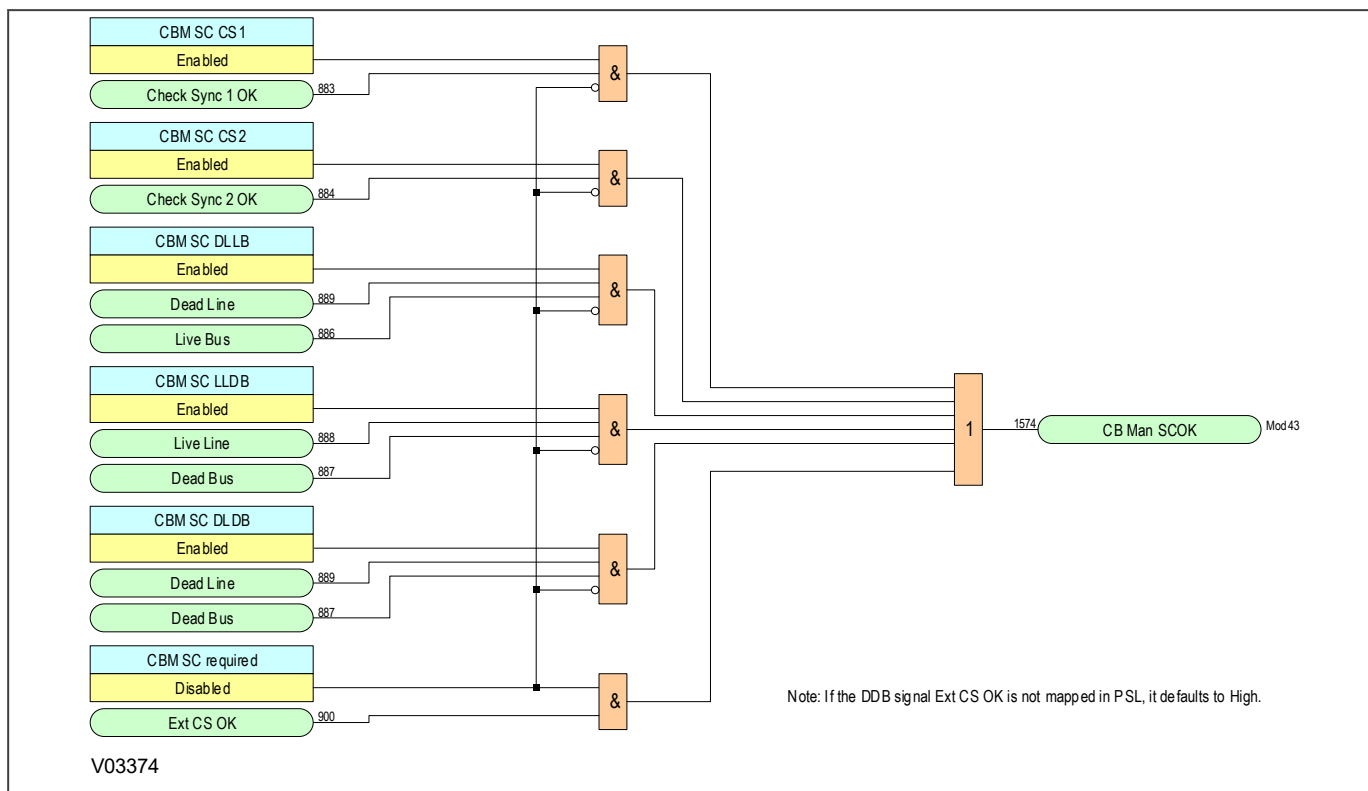 CBM SC CS1
Enabled
Check Sync 1 OK
883
&
CBM SC CS2
Enabled
Check Sync 2 OK
884
&
CBM SC DLLB
Enabled
Dead Line
889
Live Bus
886
&
CBM SC LLDB
Enabled
Live Line
888
Dead Bus
887
&
1
1574
CB Man SCOK
Mod 43
CBM SC DLDB
Enabled
Dead Line
889
Dead Bus
887
&
CBM SC required
Disabled
Ext CS OK
900
&
Note: If the DDB signal Ext CS OK is not mapped in PSL, it defaults to High.
V03374